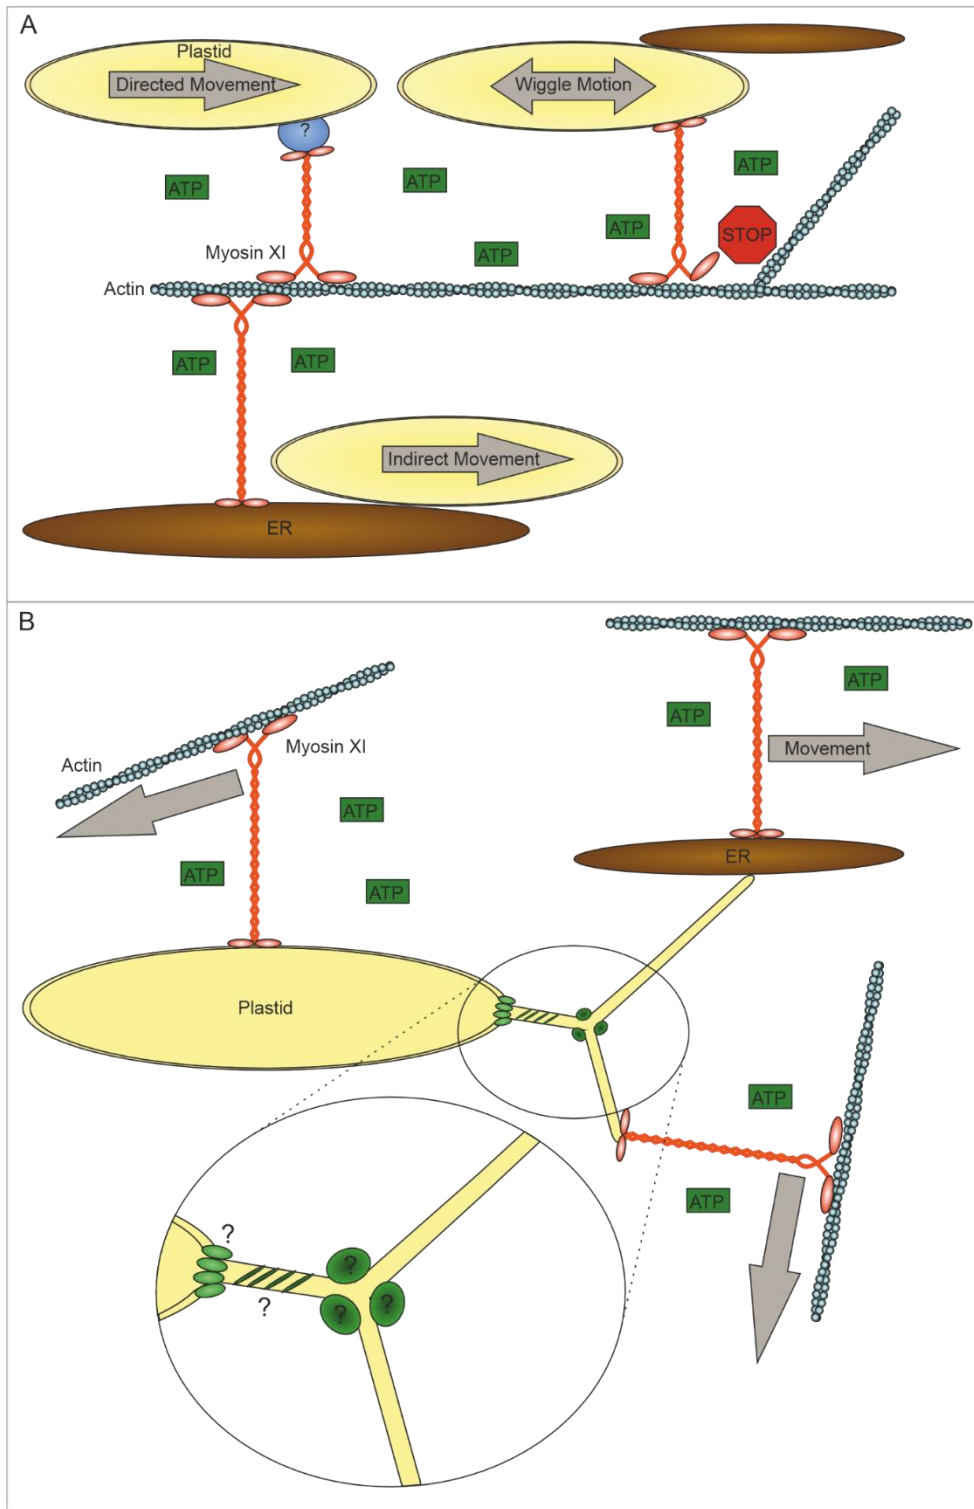 A
Plastid
Directed Movement
Wiggle Motion
?
ATP
ATP
ATP
ATP
STOP
Myosin XI
ATP
Actin
ATP
ATP
Indirect Movement
ER
B
ATP
ATP
Myosin XI
Movement
Actin
ATP
ATP
ER
ATP
Plastid
ATP
ATP
?
?
?
?
?